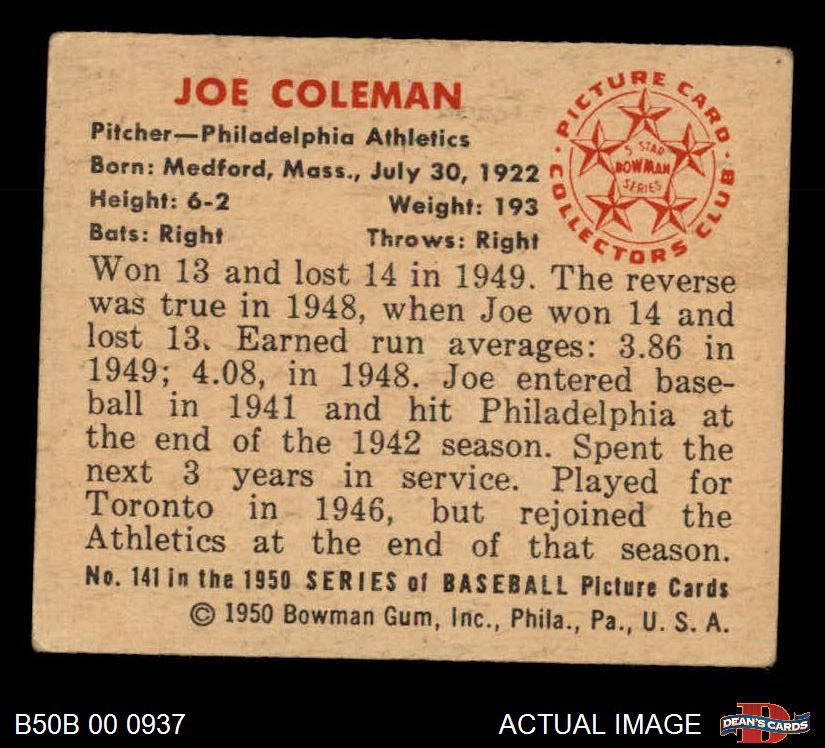 JOE COLEMAN
Pitcher—Philadelphia Athletics
Born: Medford, Mass., July 30, 1922
Height: 6-2 Weight: 193
Bats: Right Throws: Right
PICTURE CARD
COLLECTORS CLUB
5 STAR
BOWMAN
SERIES
Won 13 and lost 14 in 1949. The reverse
was true in 1948, when Joe won 14 and
lost 13. Earned run averages: 3.86 in
1949; 4.08, in 1948. Joe entered base-
ball in 1941 and hit Philadelphia at
the end of the 1942 season. Spent the
next 3 years in service. Played for
Toronto in 1946, but rejoined the
Athletics at the end of that season.
No. 141 in the 1950 SERIES of BASEBALL Picture Cards
© 1950 Bowman Gum, Inc., Phila., Pa., U. S. A.
B50B 00 0937
ACTUAL IMAGE
DEAN'S CARDS